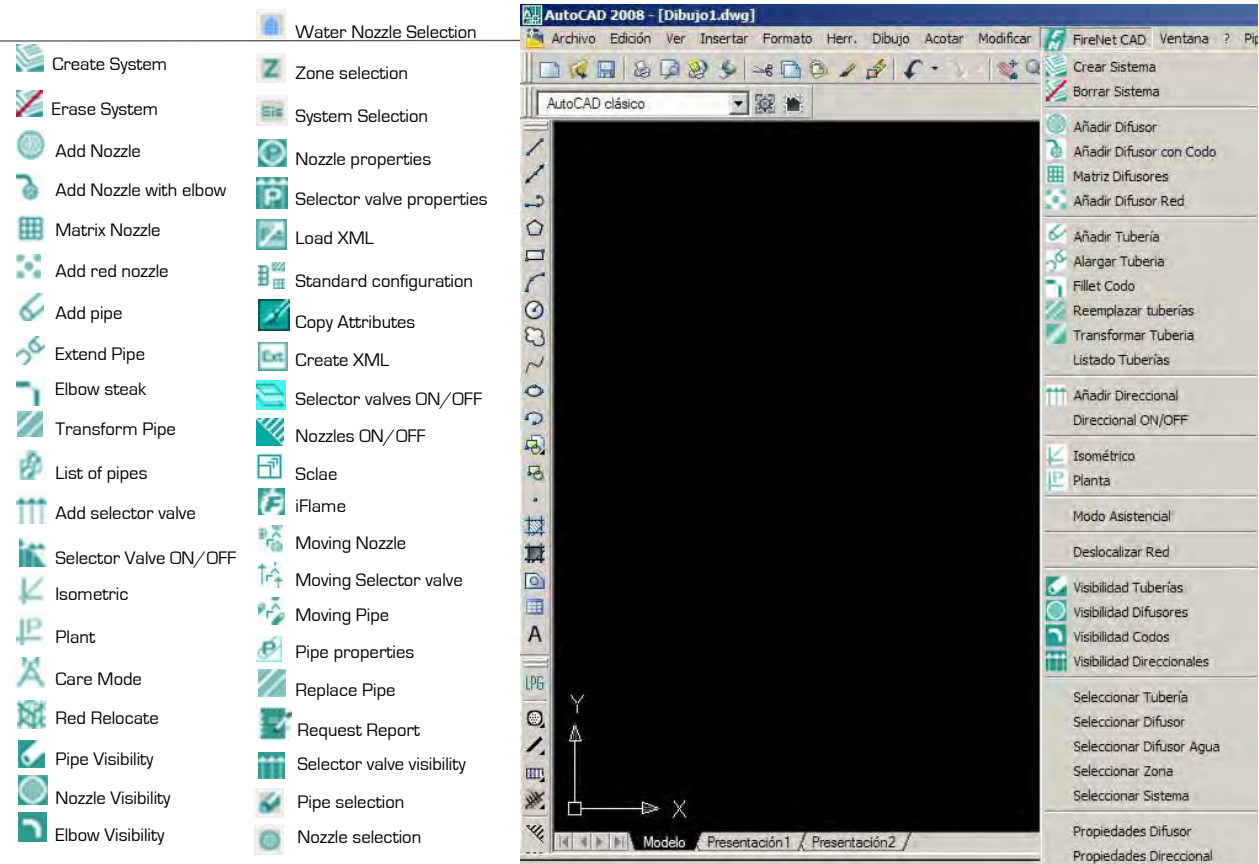 Create System
Erase System
Add Nozzle
Add Nozzle with elbow
Matrix Nozzle
Add red nozzle
Add pipe
Extend Pipe
Elbow steak
Transform Pipe
List of pipes
Add selector valve
Selector Valve ON/OFF
Isometric
Plant
Care Mode
Red Relocate
Pipe Visibility
Nozzle Visibility
Elbow Visibility
Water Nozzle Selection
Z Zone selection
System Selection
Nozzle properties
Selector valve properties
Load XML
Standard configuration
Copy Attributes
Ext Create XML
Selector valves ON/OFF
Nozzles ON/OFF
Sclae
iFlame
Moving Nozzle
Moving Selector valve
Moving Pipe
Pipe properties
Replace Pipe
Request Report
Selector valve visibility
Pipe selection
Nozzle selection
AutoCAD 2008 - [Dibujo1.dwg]
Archivo Edición Ver Insertar Formato Herr. Dibujo Acotar Modificar FireNet CAD Ventana ? Pip
AutoCAD clásico
Crear Sistema
Borrar Sistema
Añadir Difusor
Añadir Difusor con Codo
Matriz Difusores
Añadir Difusor Red
Añadir Tubería
Alargar Tuberia
Fillet Codo
Reemplazar tuberías
Transformar Tuberia
Listado Tuberías
Añadir Direccional
Direccional ON/OFF
Isométrico
Planta
Modo Asistencial
Deslocalizar Red
Visibilidad Tuberías
Visibilidad Difusores
Visibilidad Codos
Visibilidad Direccionales
Seleccionar Tubería
Seleccionar Difusor
Seleccionar Difusor Agua
Seleccionar Zona
Seleccionar Sistema
Propiedades Difusor
Propiedades Direccional
A
LPG
Y
X
Modelo Presentación1 Presentación2